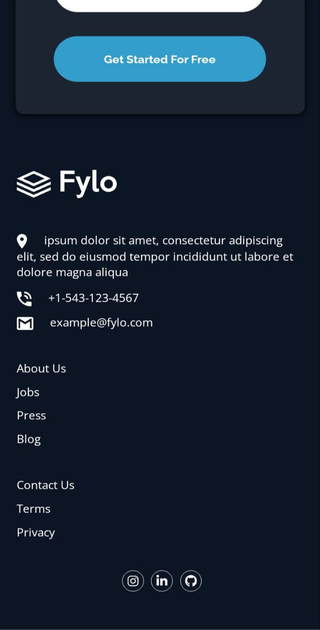 Get Started For Free
Fylo
ipsum dolor sit amet, consectetur adipiscing
elit, sed do eiusmod tempor incididunt ut labore et
dolore magna aliqua
+1-543-123-4567
example@fylo.com
About Us
Jobs
Press
Blog
Contact Us
Terms
Privacy
in